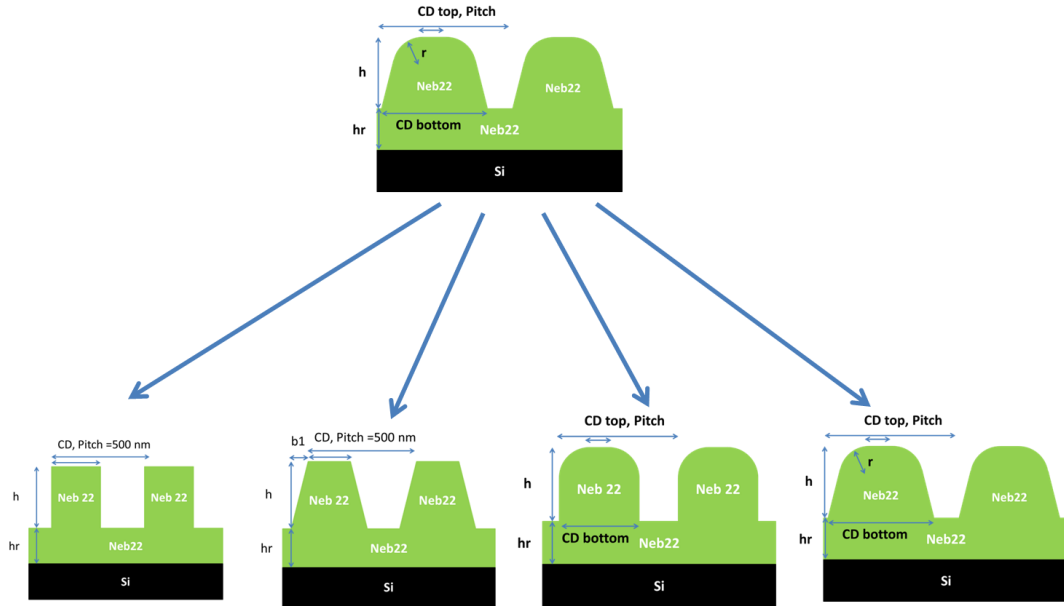 CD top, Pitch
h
r
Neb22
Neb22
hr
CD bottom
Neb22
Si
CD, Pitch =500 nm
h
Neb 22
Neb 22
hr
Neb22
Si
b1
CD, Pitch =500 nm
h
Neb 22
Neb22
hr
Neb22
Si
CD top, Pitch
h
Neb 22
Neb 22
hr
CD bottom
Neb22
Si
CD top, Pitch
r
h
Neb22
Neb22
hr
CD bottom
Neb22
Si